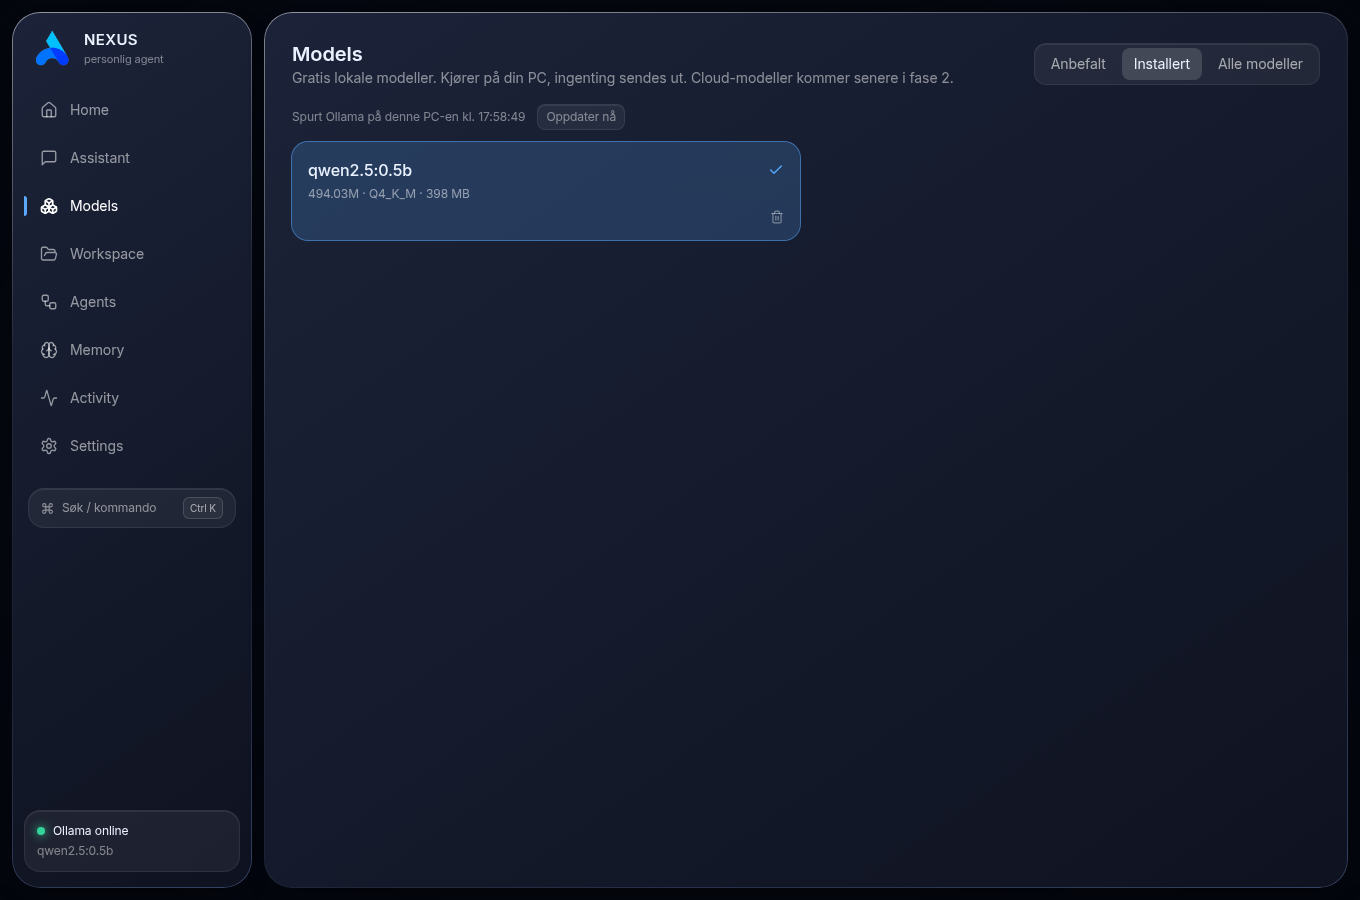 NEXUS
personlig agent
Home
Assistant
Models
Workspace
Agents
Memory
Activity
Settings
Søk / kommando
Ctrl K
Ollama online
qwen2.5:0.5b
Models
Gratis lokale modeller. Kjører på din PC, ingenting sendes ut. Cloud-modeller kommer senere i fase 2.
Anbefalt
Installert
Alle modeller
Spurt Ollama på denne PC-en kl. 17:58:49
Oppdater nå
qwen2.5:0.5b
494.03M · Q4_K_M · 398 MB